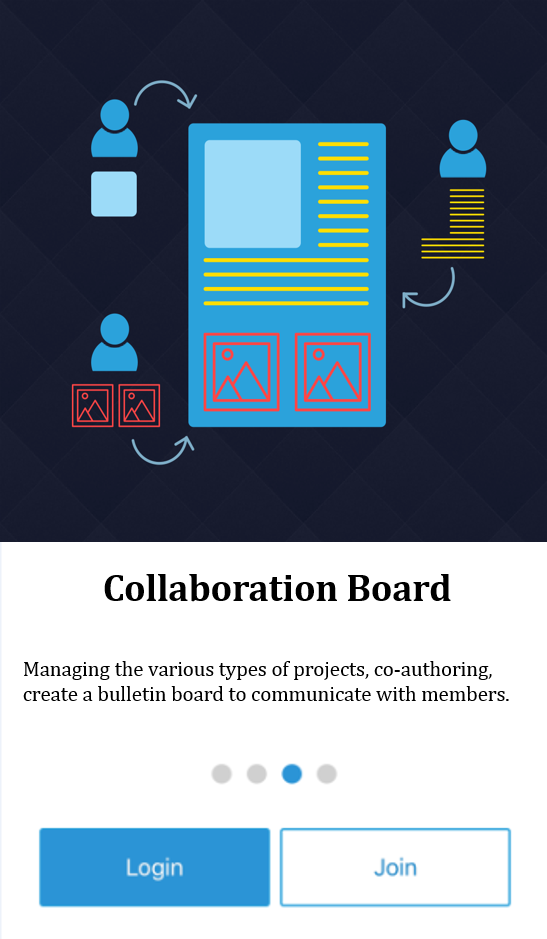 Collaboration Board
Managing the various types of projects, co-authoring,
create a bulletin board to communicate with members.
Login
Join